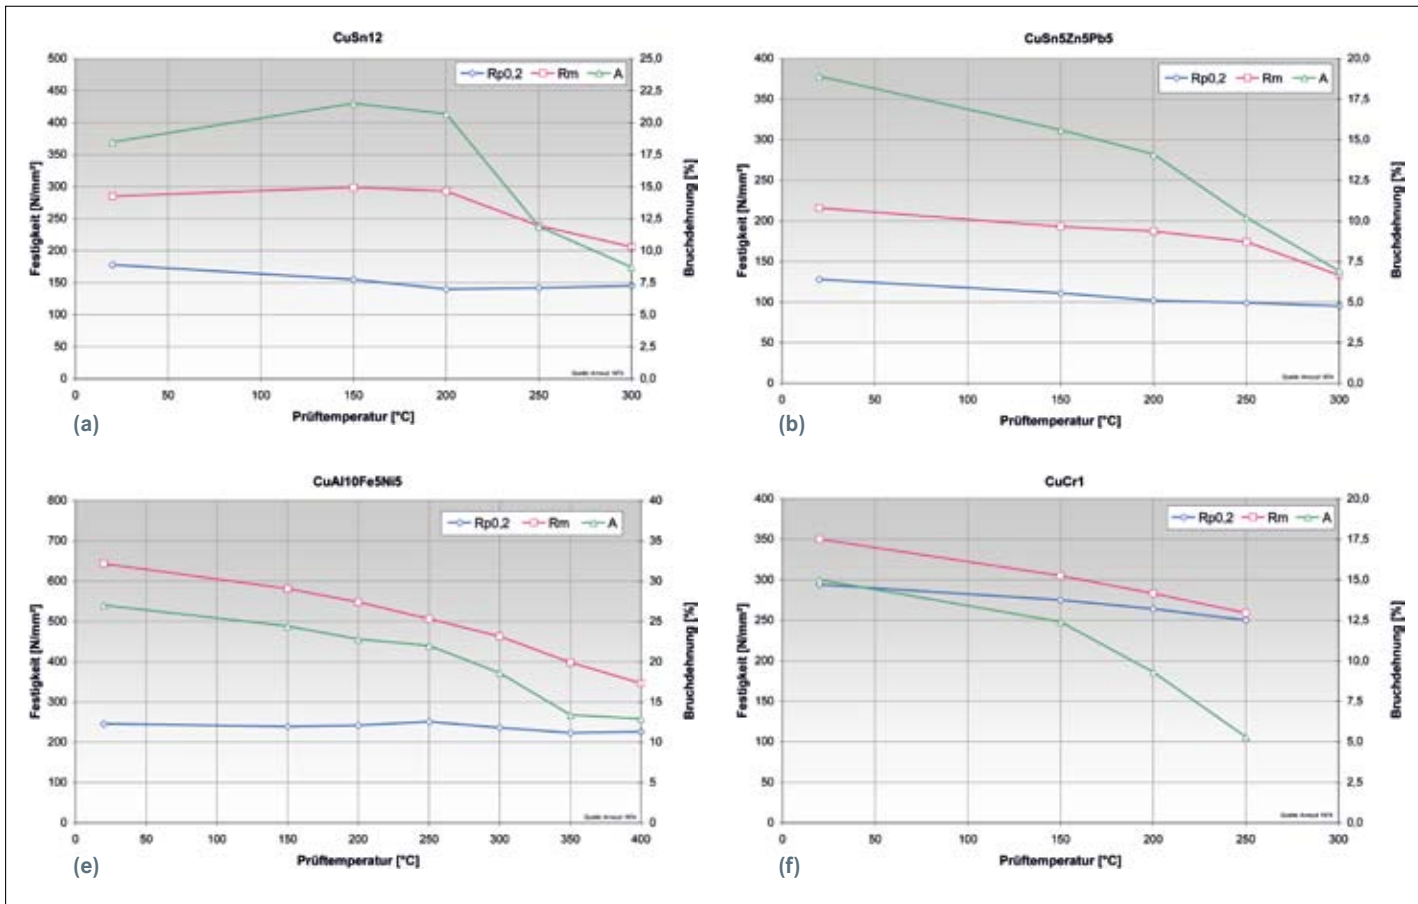 CuSn12
500
450
400
350
300
250
200
150
100
50
0
25,0
22,5
20,0
17,5
15,0
12,5
10,0
7,5
5,0
2,5
0,0
Rp0,2 Rm A
Festigkeit [N/mm²]
Bruchdehnung [%]
0 50 100 150 200 250 300
Prüftemperatur [°C]
(a)
CuSn5Zn5Pb5
400
350
300
250
200
150
100
50
0
20,0
17,5
15,0
12,5
10,0
7,5
5,0
2,5
0,0
Rp0,2 Rm A
Festigkeit [N/mm²]
Bruchdehnung [%]
0 50 100 150 200 250 300
Prüftemperatur [°C]
(b)
CuAl10Fe5Ni5
800
700
600
500
400
300
200
100
0
40
35
30
25
20
15
10
5
0
Rp0,2 Rm A
Festigkeit [N/mm²]
Bruchdehnung [%]
0 50 100 150 200 250 300 350 400
Prüftemperatur [°C]
(e)
CuCr1
400
350
300
250
200
150
100
50
0
20,0
17,5
15,0
12,5
10,0
7,5
5,0
2,5
0,0
Rp0,2 Rm A
Festigkeit [N/mm²]
Bruchdehnung [%]
0 50 100 150 200 250 300
Prüftemperatur [°C]
(f)